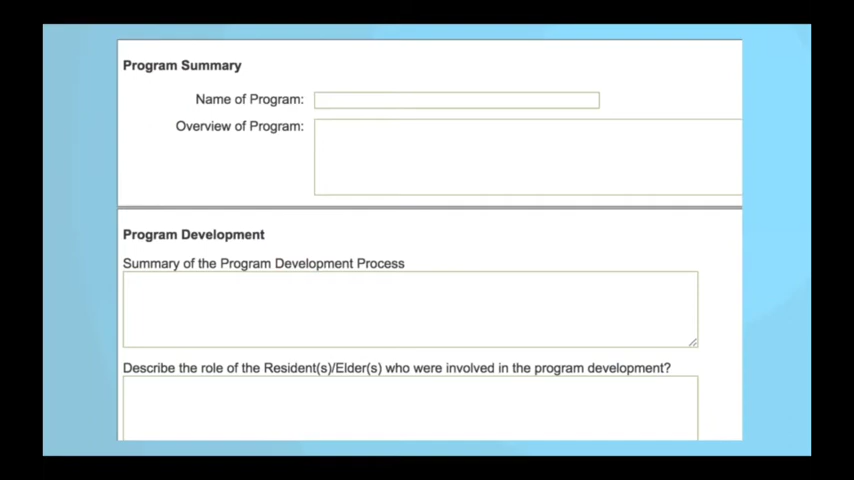 Program Summary
Name of Program:
Overview of Program:
Program Development
Summary of the Program Development Process
Describe the role of the Resident(s)/Elder(s) who were involved in the program development?